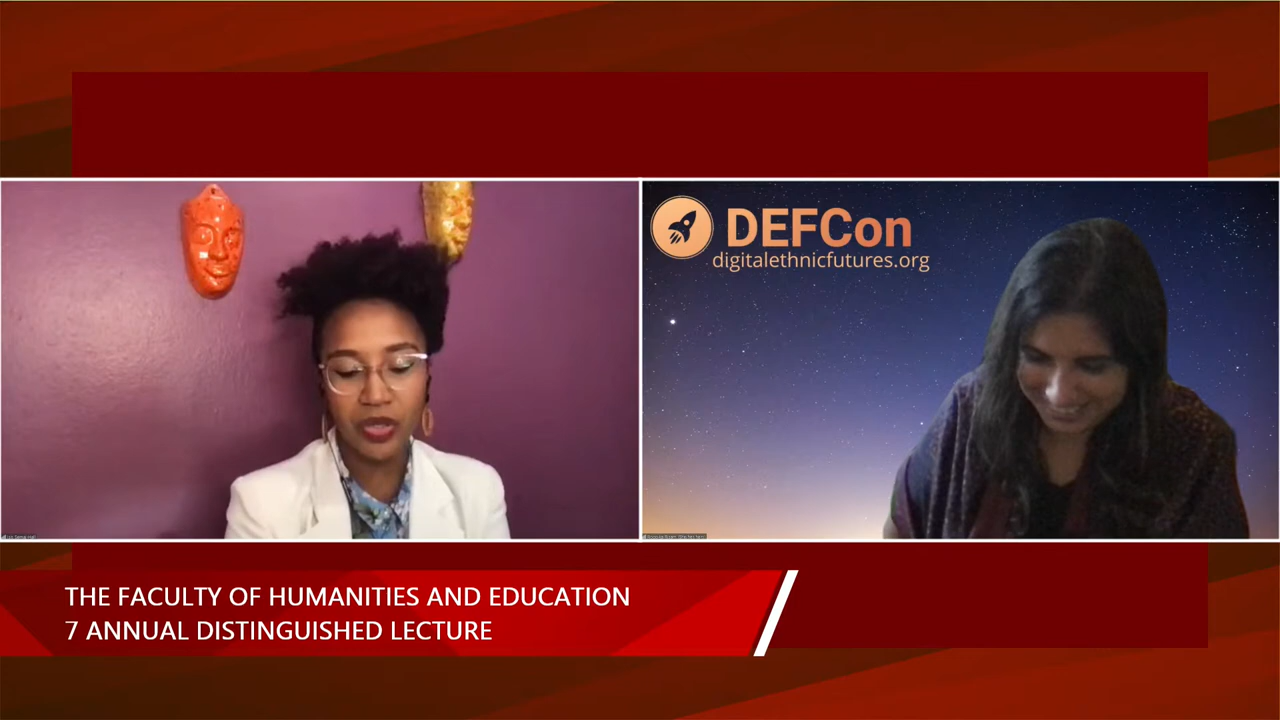 DEFCon
digitalethnicfutures.org
THE FACULTY OF HUMANITIES AND EDUCATION
7 ANNUAL DISTINGUISHED LECTURE